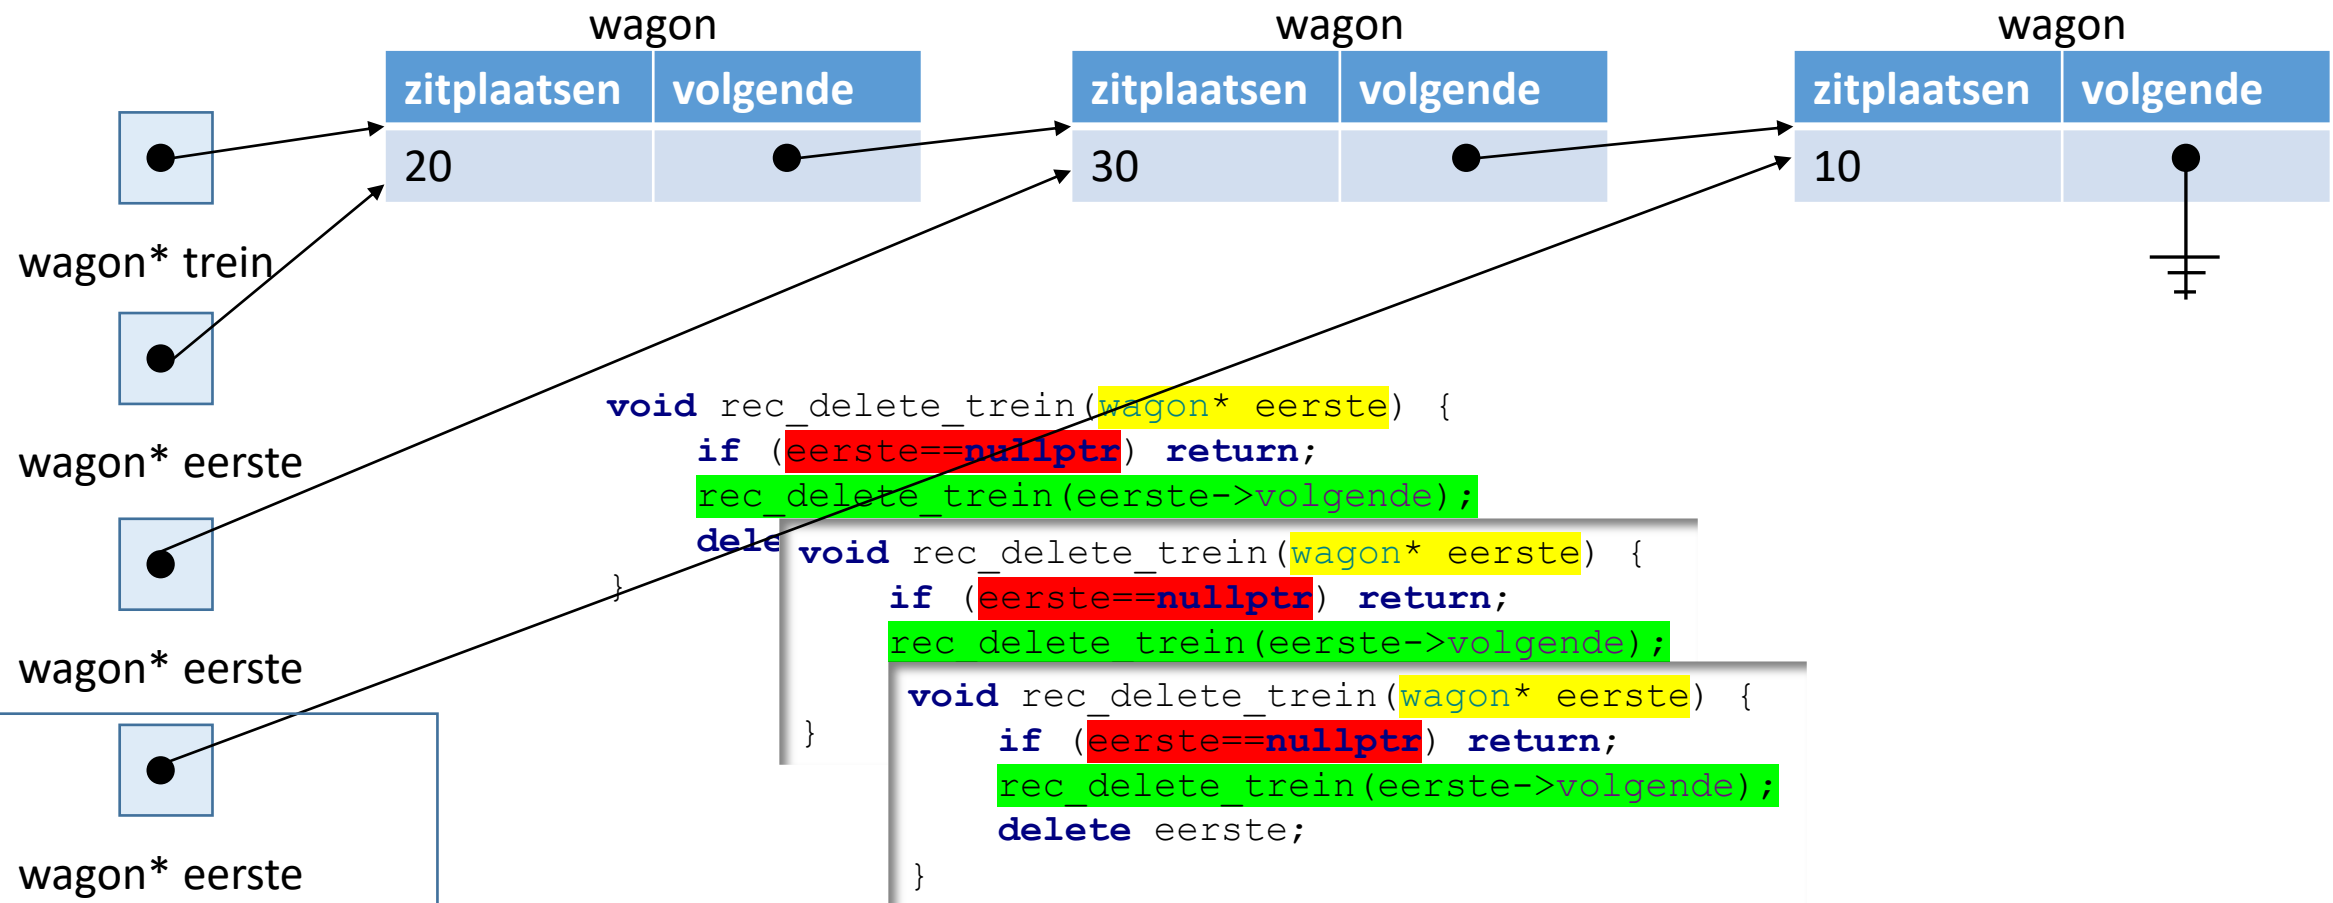 wagon wagon wagon
zitplaatsen volgende zitplaatsen volgende zitplaatsen volgende
20 30 10
wagon* trein
wagon* eerste
wagon* eerste
wagon* eerste
void rec_delete_trein(wagon* eerste) {
if (eerste==nullptr) return;
rec_delete_trein(eerste->volgende);
dele
}
void rec_delete_trein(wagon* eerste) {
if (eerste==nullptr) return;
rec_delete_trein(eerste->volgende);
}
void rec_delete_trein(wagon* eerste) {
if (eerste==nullptr) return;
rec_delete_trein(eerste->volgende);
delete eerste;
}